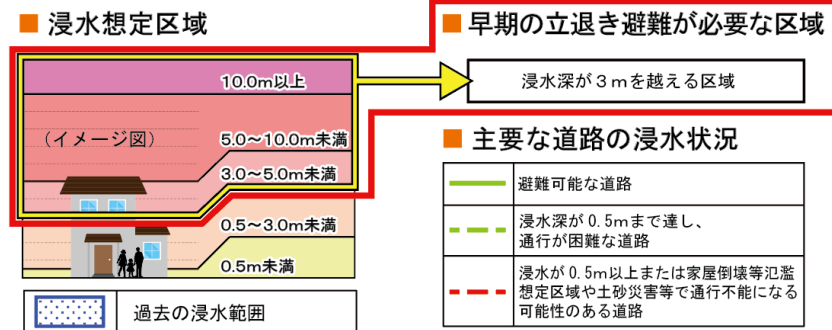 ■ 浸水想定区域
10.0m以上
(イメージ図)
5.0〜10.0m未満
3.0〜5.0m未満
0.5〜3.0m未満
0.5m未満
過去の浸水範囲
■ 早期の立退き避難が必要な区域
浸水深が3mを越える区域
■ 主要な道路の浸水状況
避難可能な道路
浸水深が0.5mまで達し、
通行が困難な道路
浸水が0.5m以上または家屋倒壊等氾濫
想定区域や土砂災害等で通行不能になる
可能性のある道路